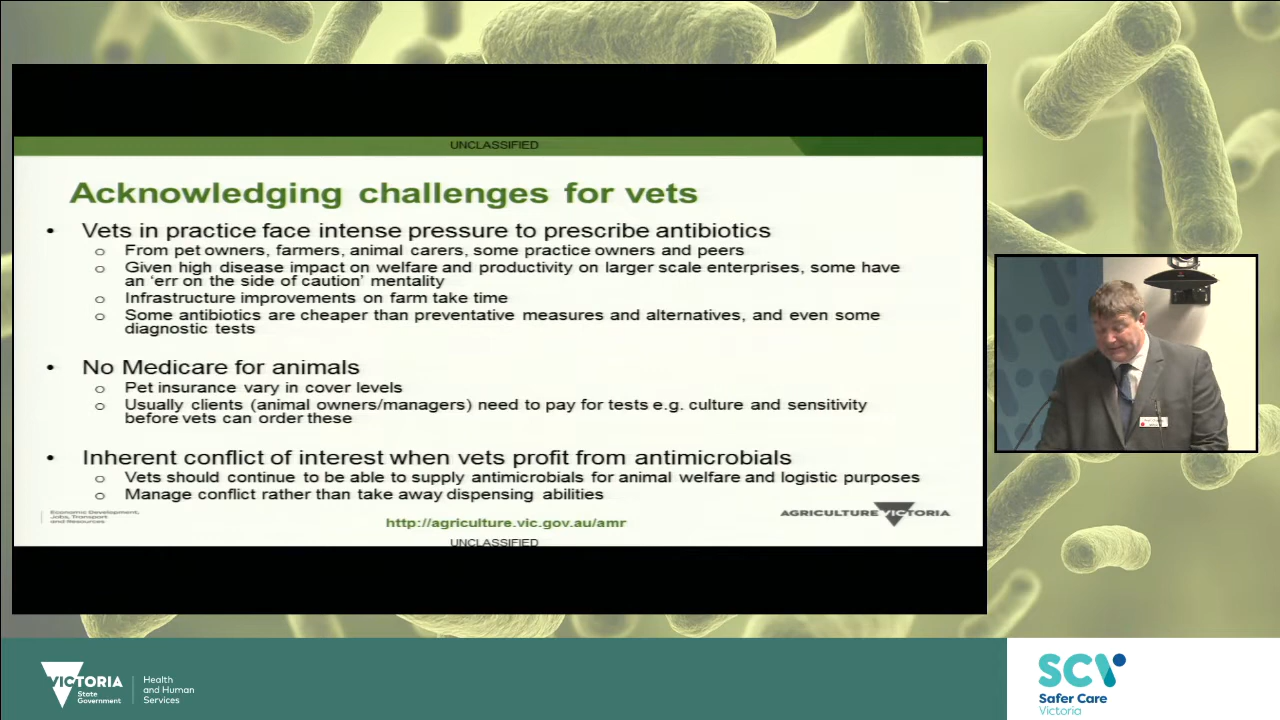 UNCLASSIFIED
Acknowledging challenges for vets
• Vets in practice face intense pressure to prescribe antibiotics
o From pet owners, farmers, animal carers, some practice owners and peers
o Given high disease impact on welfare and productivity on larger scale enterprises, some have
an ‘err on the side of caution’ mentality
o Infrastructure improvements on farm take time
o Some antibiotics are cheaper than preventative measures and alternatives, and even some
diagnostic tests
• No Medicare for animals
o Pet insurance vary in cover levels
o Usually clients (animal owners/managers) need to pay for tests e.g. culture and sensitivity
before vets can order these
• Inherent conflict of interest when vets profit from antimicrobials
o Vets should continue to be able to supply antimicrobials for animal welfare and logistic purposes
o Manage conflict rather than take away dispensing abilities
Economic Development,
Jobs, Transport
and Resources
http://agriculture.vic.gov.au/amr
AGRICULTURE VICTORIA
UNCLASSIFIED
VICTORIA
State
Government
Health
and Human
Services
SCV
Safer Care
Victoria